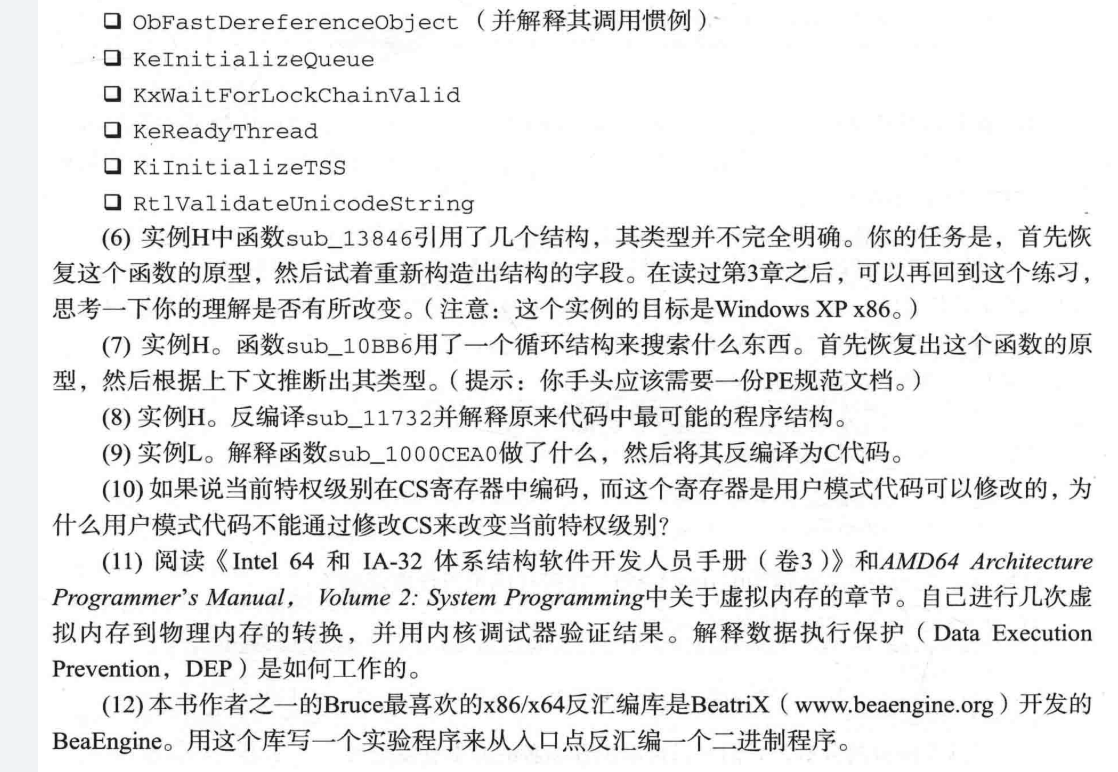 ❑ ObFastDereferenceObject（并解释其调用惯例）
❑ KeInitializeQueue
❑ KxWaitForLockChainValid
❑ KeReadyThread
❑ KiInitializeTSS
❑ RtlValidateUnicodeString
(6) 实例H中函数sub_13846引用了几个结构，其类型并不完全明确。你的任务是，首先恢
复这个函数的原型，然后试着重新构造出结构的字段。在读过第3章之后，可以再回到这个练习，
思考一下你的理解是否有所改变。（注意：这个实例的目标是Windows XP x86。）
(7) 实例H。函数sub_10BB6用了一个循环结构来搜索什么东西。首先恢复出这个函数的原
型，然后根据上下文推断出其类型。（提示：你手头应该需要一份PE规范文档。）
(8) 实例H。反编译sub_11732并解释原来代码中最可能的程序结构。
(9) 实例L。解释函数sub_1000CEA0做了什么，然后将其反编译为C代码。
(10) 如果说当前特权级别在CS寄存器中编码，而这个寄存器是用户模式代码可以修改的，为
什么用户模式代码不能通过修改CS来改变当前特权级别？
(11) 阅读《Intel 64 和 IA-32 体系结构软件开发人员手册（卷3）》和AMD64 Architecture
Programmer's Manual， Volume 2: System Programming中关于虚拟内存的章节。自己进行几次虚
拟内存到物理内存的转换，并用内核调试器验证结果。解释数据执行保护（Data Execution
Prevention，DEP）是如何工作的。
(12) 本书作者之一的Bruce最喜欢的x86/x64反汇编库是BeatriX（www.beaengine.org）开发的
BeaEngine。用这个库写一个实验程序来从入口点反汇编一个二进制程序。